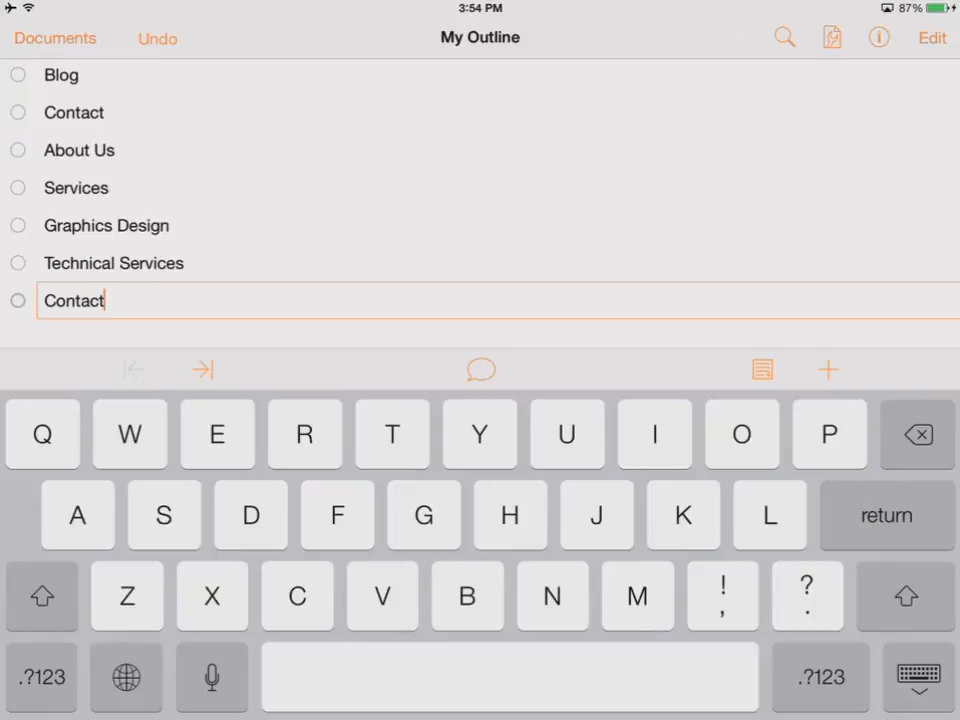 3:54 PM
87%
Documents
Undo
My Outline
Edit
Blog
Contact
About Us
Services
Graphics Design
Technical Services
Contact
Q W E R T Y U I O P
A S D F G H J K L return
Z X C V B N M ! , ? .
.?123 .?123